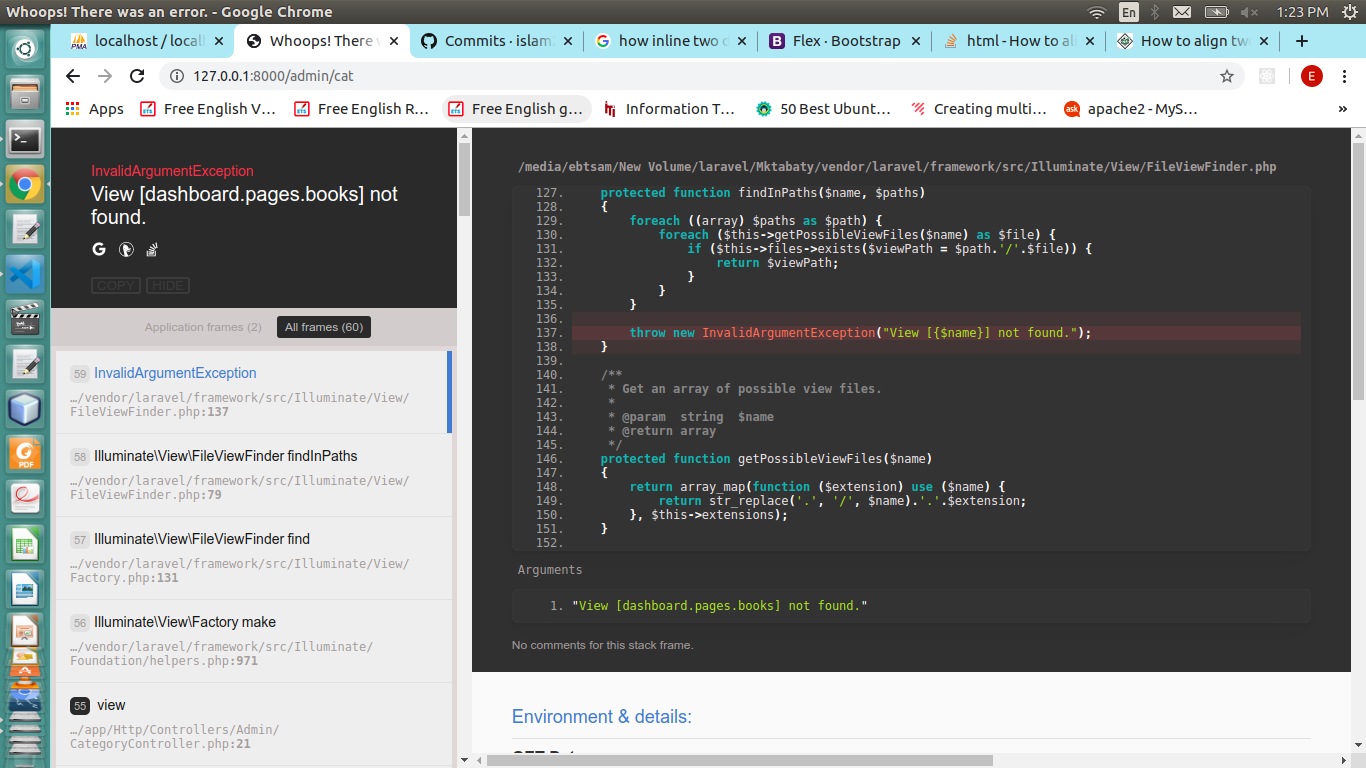 Whoops! There was an error. - Google Chrome
En
1:23 PM
PMA
localhost / local
Whoops! There
Commits · islam
how inline two
Flex · Bootstrap
html - How to
How to align
127.0.0.1:8000/admin/cat
E
Apps
Free English V…
Free English R…
Free English g…
Information T…
50 Best Ubunt…
Creating multi…
ask
apache2 - MyS…
»
InvalidArgumentException
View [dashboard.pages.books] not
found.
COPY
HIDE
Application frames (2)
All frames (60)
59 InvalidArgumentException
…/vendor/laravel/framework/src/Illuminate/View/
FileViewFinder.php:137
58 Illuminate\View\FileViewFinder findInPaths
…/vendor/laravel/framework/src/Illuminate/View/
FileViewFinder.php:79
57 Illuminate\View\FileViewFinder find
…/vendor/laravel/framework/src/Illuminate/View/
Factory.php:131
56 Illuminate\View\Factory make
…/vendor/laravel/framework/src/Illuminate/
Foundation/helpers.php:971
55 view
…/app/Http/Controllers/Admin/
CategoryController.php:21
/media/ebtsam/New Volume/laravel/Mktabaty/vendor/laravel/framework/src/Illuminate/View/FileViewFinder.php
127. protected function findInPaths($name, $paths)
128. {
129. foreach ((array) $paths as $path) {
130. foreach ($this->getPossibleViewFiles($name) as $file) {
131. if ($this->files->exists($viewPath = $path.'/'.$file)) {
132. return $viewPath;
133. }
134. }
135. }
136.
137. throw new InvalidArgumentException("View [{$name}] not found.");
138. }
139.
140. /**
141. * Get an array of possible view files.
142. *
143. * @param  string  $name
144. * @return array
145. */
146. protected function getPossibleViewFiles($name)
147. {
148. return array_map(function ($extension) use ($name) {
149. return str_replace('.', '/', $name).'.'.$extension;
150. }, $this->extensions);
151. }
152.
Arguments
1. "View [dashboard.pages.books] not found."
No comments for this stack frame.
Environment & details: